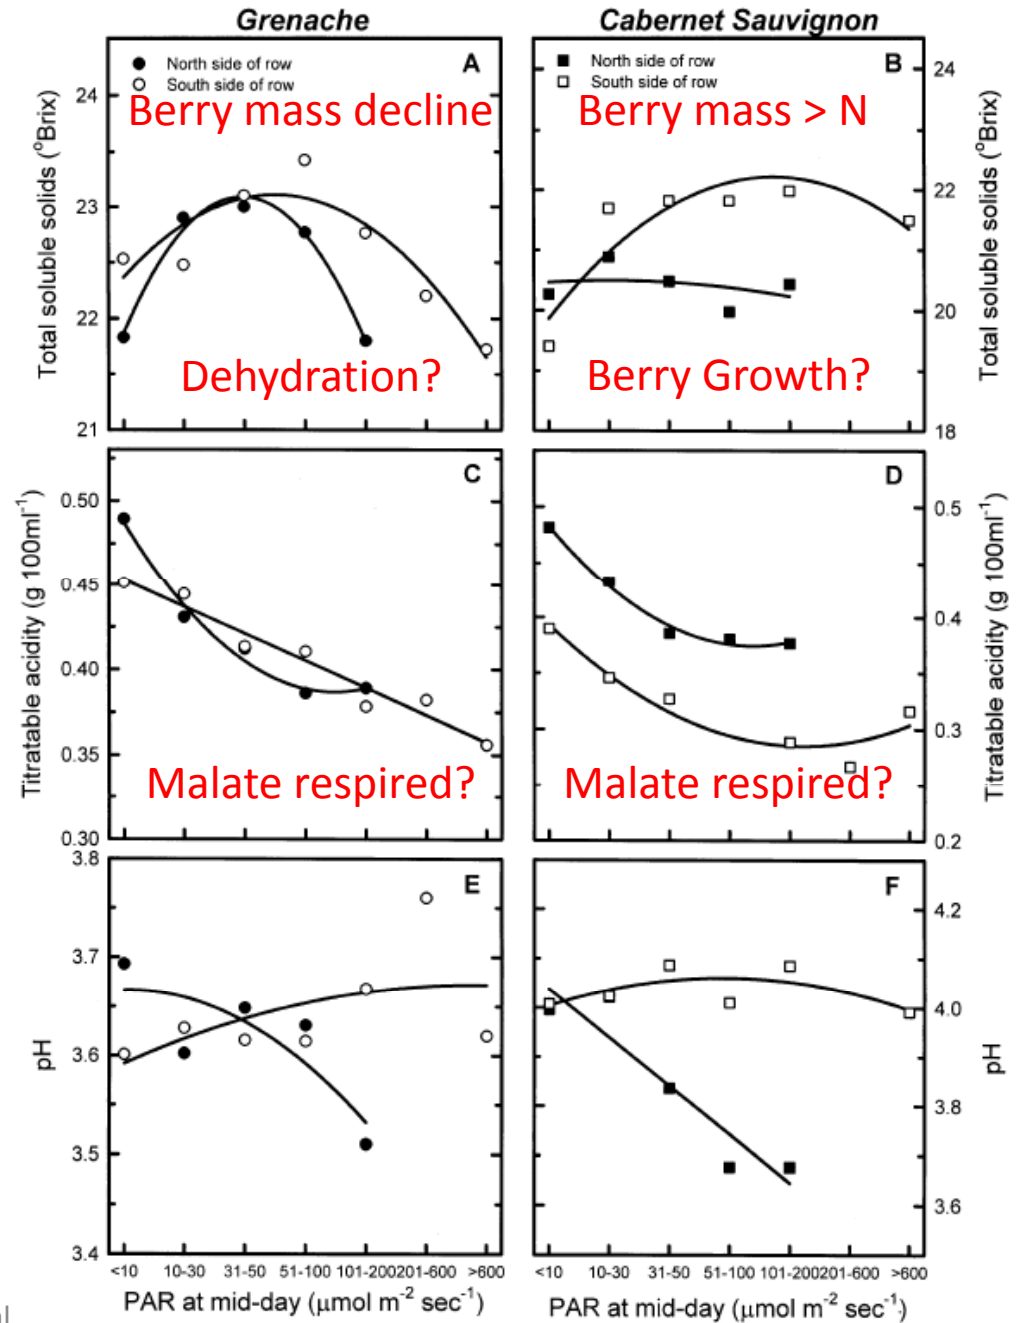 Grenache
Cabernet Sauvignon
North side of row
South side of row
A
North side of row
South side of row
B
Berry mass decline
Berry mass > N
Dehydration?
Berry Growth?
Total soluble solids (°Brix)
24
23
22
21
24
22
20
18
Total soluble solids (°Brix)
C
D
Titratable acidity (g 100ml⁻¹)
0.50
0.45
0.40
0.35
0.30
0.5
0.4
0.3
0.2
Titratable acidity (g 100ml⁻¹)
Malate respired?
Malate respired?
E
F
pH
3.8
3.7
3.6
3.5
3.4
4.2
4.0
3.8
3.6
pH
<10 10-30 31-50 51-100 101-200 201-600 >600
<10 10-30 31-50 51-100 101-200 201-600 >600
PAR at mid-day (μmol m⁻² sec⁻¹)
PAR at mid-day (μmol m⁻² sec⁻¹)